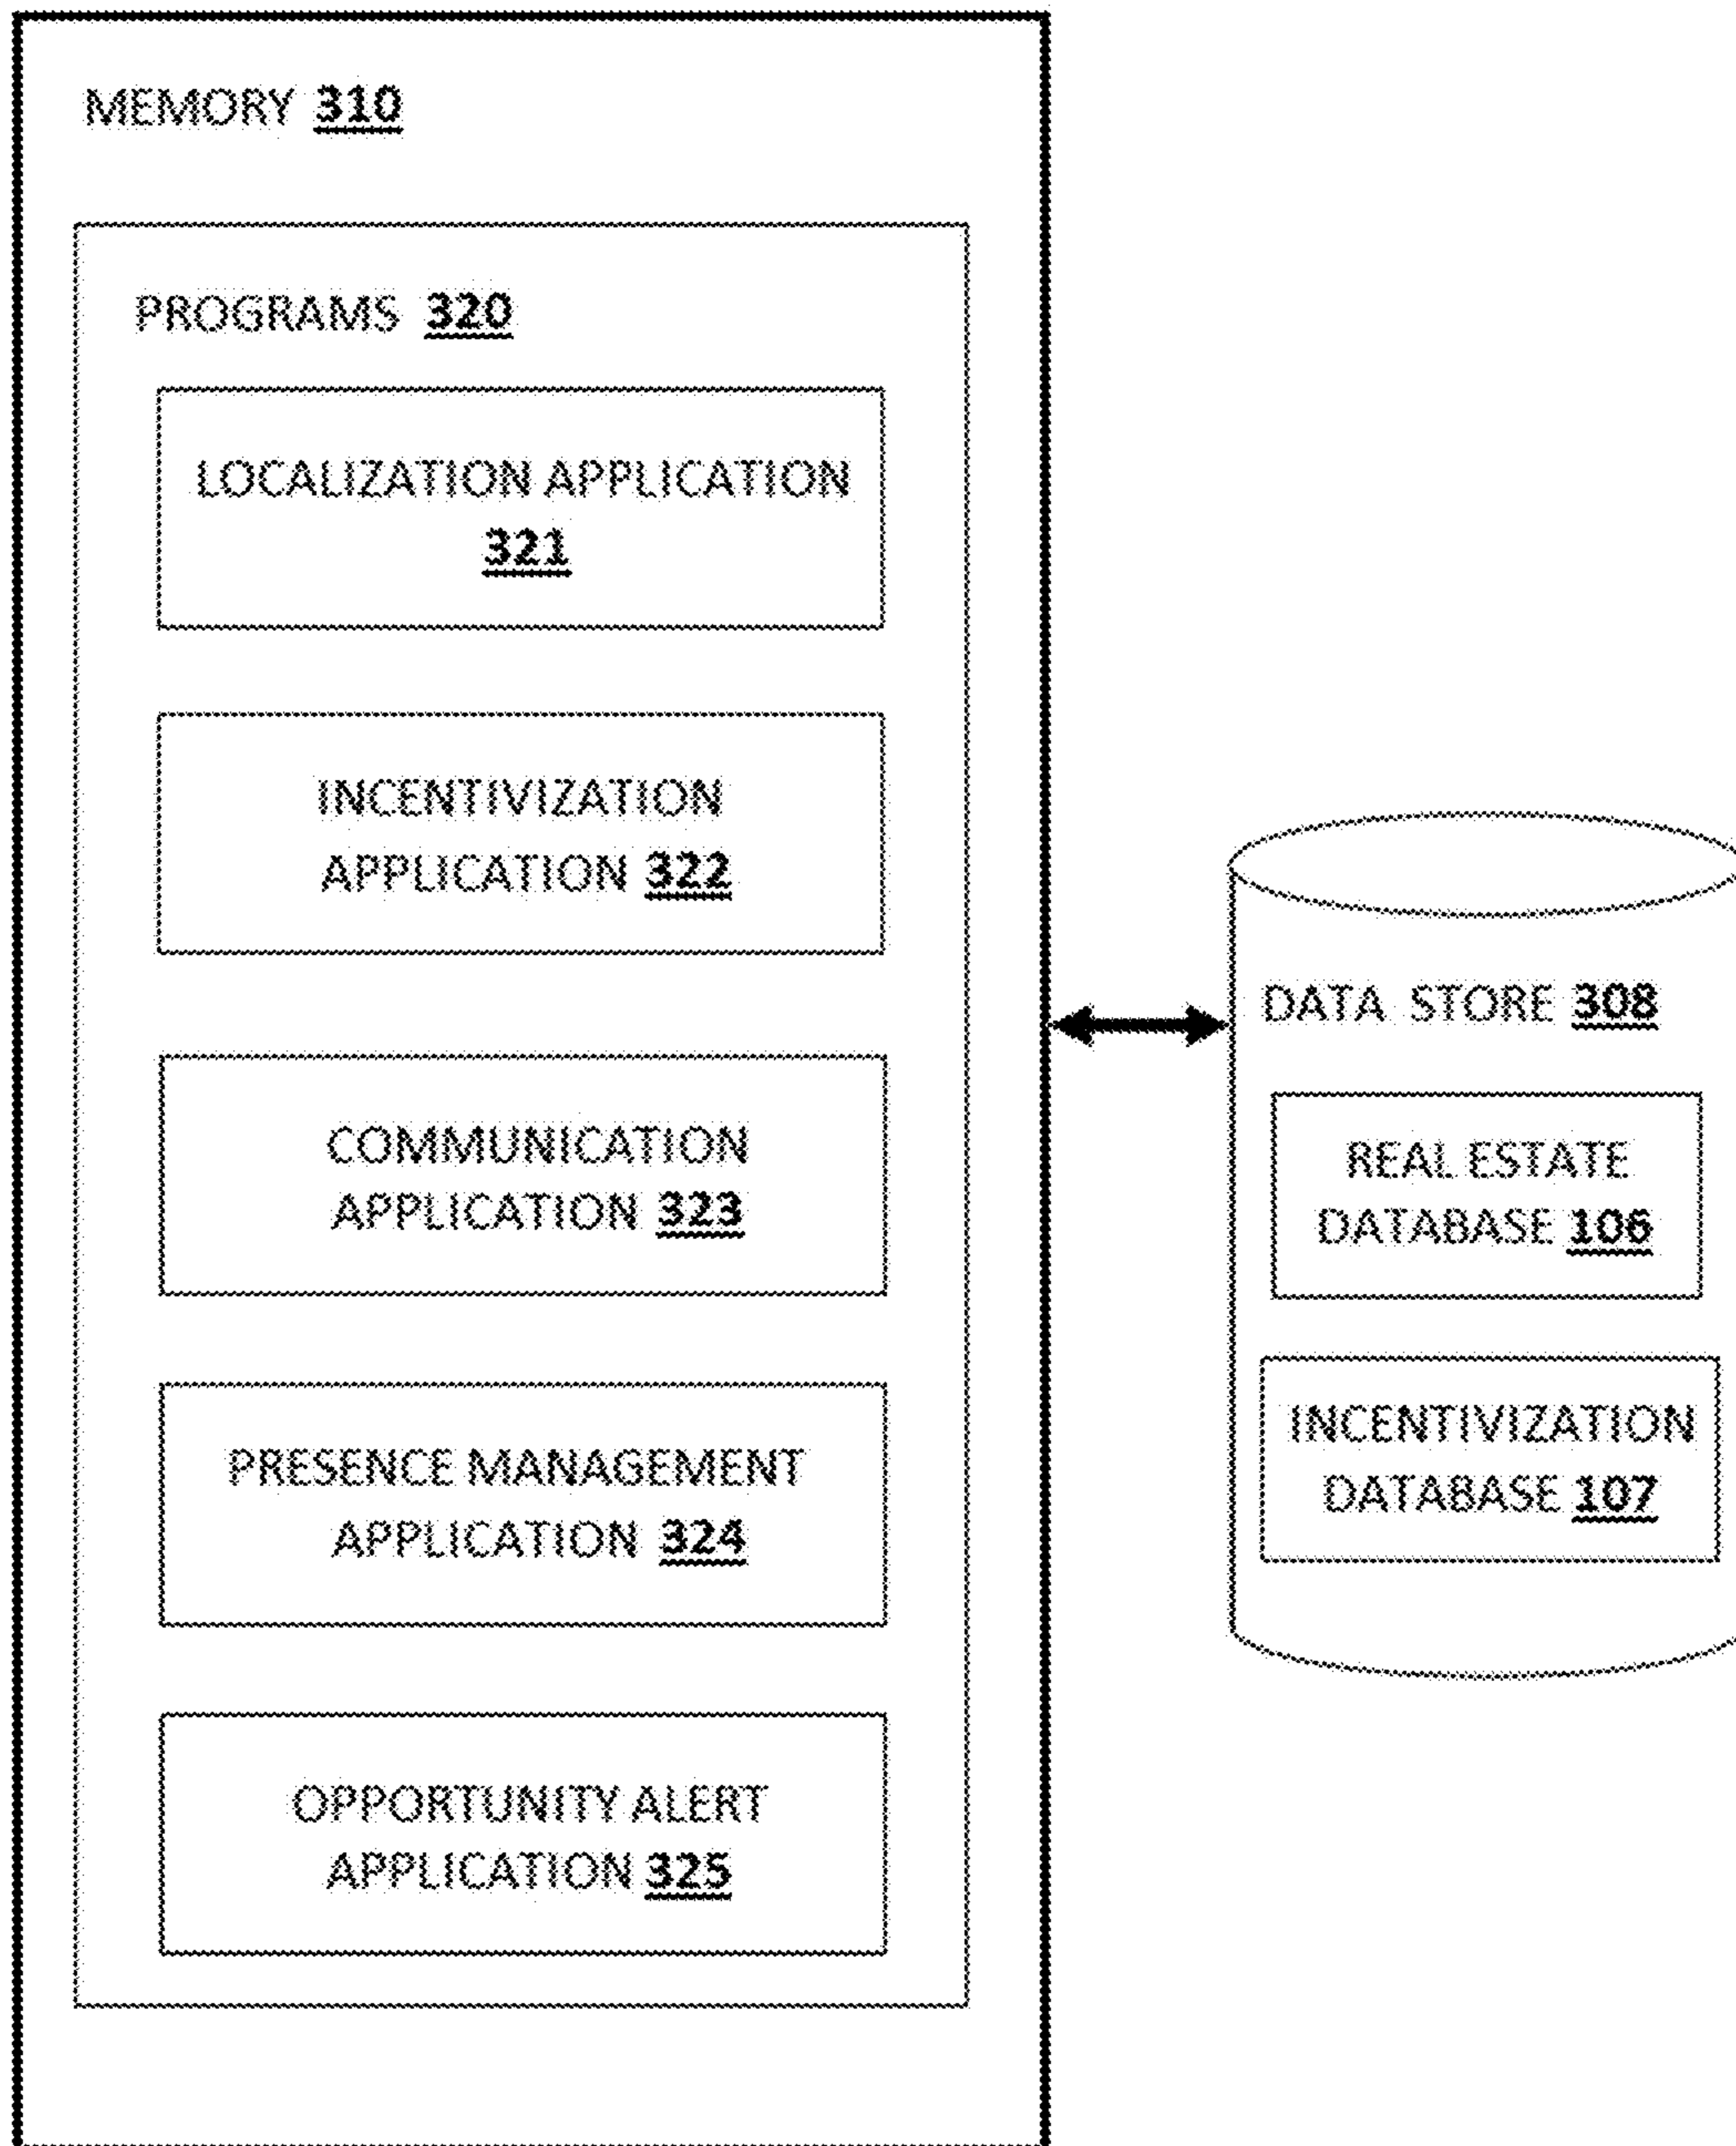 MEMORY 310
PROGRAMS 320
LOCALIZATION APPLICATION
321
INCENTIVIZATION
APPLICATION 322
COMMUNICATION
APPLICATION 323
PRESENCE MANAGEMENT
APPLICATION 324
OPPORTUNITY ALERT
APPLICATION 325
DATA STORE 308
REAL ESTATE
DATABASE 106
INCENTIVIZATION
DATABASE 107